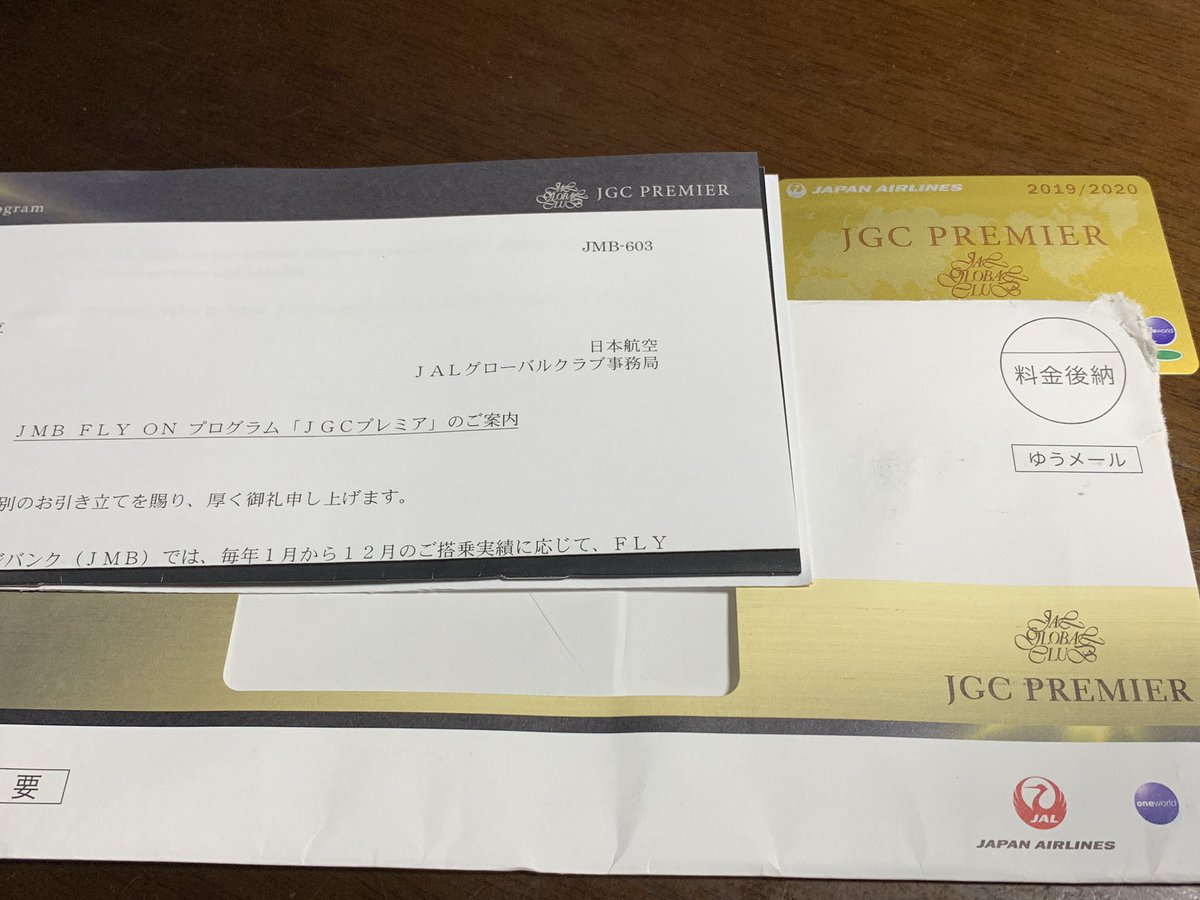 ogram
JAL GLOBAL CLUB JGC PREMIER
JMB-603
日本航空
ＪＡＬグローバルクラブ事務局
ＪＭＢ ＦＬＹ ＯＮ プログラム「ＪＧＣプレミア」のご案内
別のお引き立てを賜り、厚く御礼申し上げます。
バンク（ＪＭＢ）では、毎年１月から１２月のご搭乗実績に応じて、ＦＬＹ
JAPAN AIRLINES 2019/2020
JGC PREMIER
JAL
GLOBAL
CLUB
oneworld
料金後納
ゆうメール
JAL
GLOBAL
CLUB
JGC PREMIER
要
JAL
JAPAN AIRLINES
oneworld